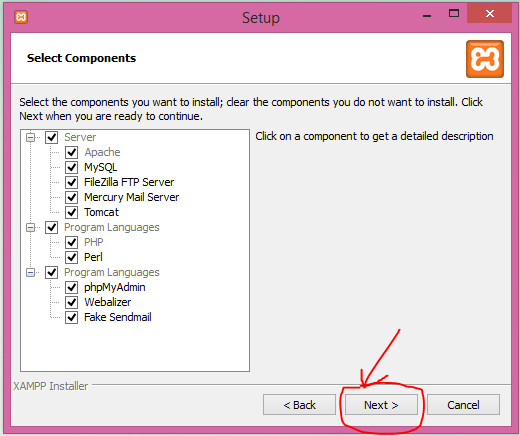 Setup
Select Components
Select the components you want to install; clear the components you do not want to install. Click
Next when you are ready to continue.
Server
Apache
MySQL
FileZilla FTP Server
Mercury Mail Server
Tomcat
Program Languages
PHP
Perl
Program Languages
phpMyAdmin
Webalizer
Fake Sendmail
Click on a component to get a detailed description
XAMPP Installer
< Back
Next >
Cancel